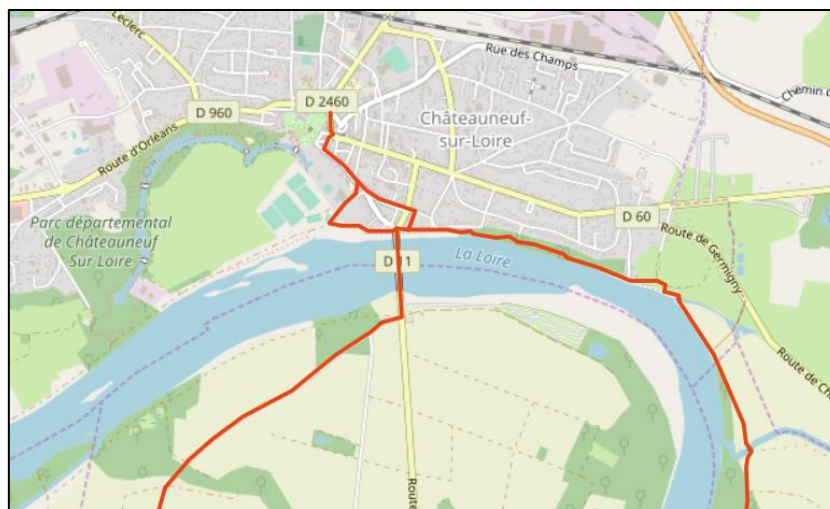 Leclerc
Rue des Champs
D 960
D 2460
Châteauneuf-
sur-Loire
Chemin d
Route d'Orléans
Parc départemental
de Châteauneuf
Sur Loire
D 60
Route de Germigny
La Loire
D 11
Route de Ch
Route